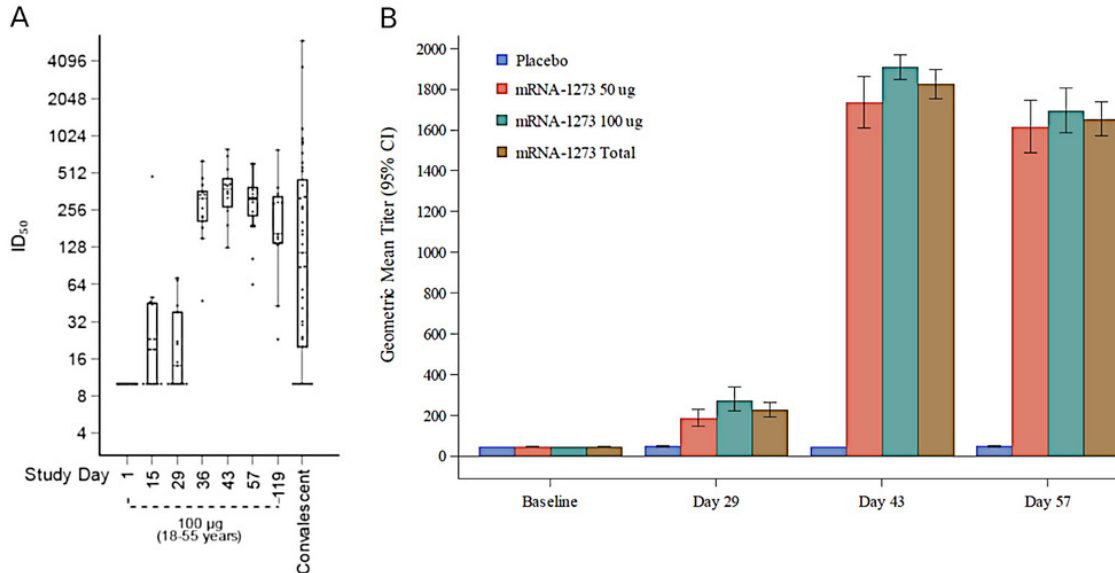 A
ID50
4096
2048
1024
512
256
128
64
32
16
8
4
Study Day
1
15
29
36
43
57
119
Convalescent
100 µg
(18-55 years)
B
Geometric Mean Titer (95% CI)
2000
1800
1600
1400
1200
1000
800
600
400
200
0
Placebo
mRNA-1273 50 ug
mRNA-1273 100 ug
mRNA-1273 Total
Baseline
Day 29
Day 43
Day 57